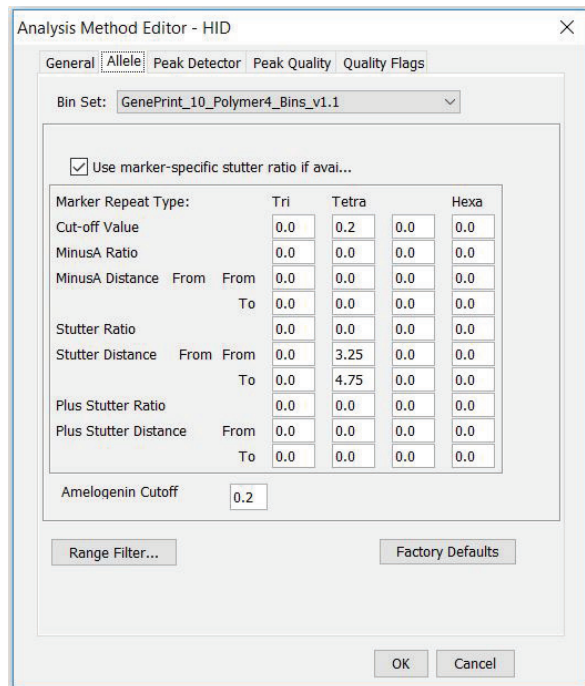 Analysis Method Editor - HID
General Allele Peak Detector Peak Quality Quality Flags
Bin Set: GenePrint_10_Polymer4_Bins_v1.1
Use marker-specific stutter ratio if avai...
Marker Repeat Type: Tri Tetra Hexa
Cut-off Value 0.0 0.2 0.0 0.0
MinusA Ratio 0.0 0.0 0.0 0.0
MinusA Distance From From 0.0 0.0 0.0 0.0
To 0.0 0.0 0.0 0.0
Stutter Ratio 0.0 0.0 0.0 0.0
Stutter Distance From From 0.0 3.25 0.0 0.0
To 0.0 4.75 0.0 0.0
Plus Stutter Ratio 0.0 0.0 0.0 0.0
Plus Stutter Distance From 0.0 0.0 0.0 0.0
To 0.0 0.0 0.0 0.0
Amelogenin Cutoff 0.2
Range Filter... Factory Defaults
OK Cancel